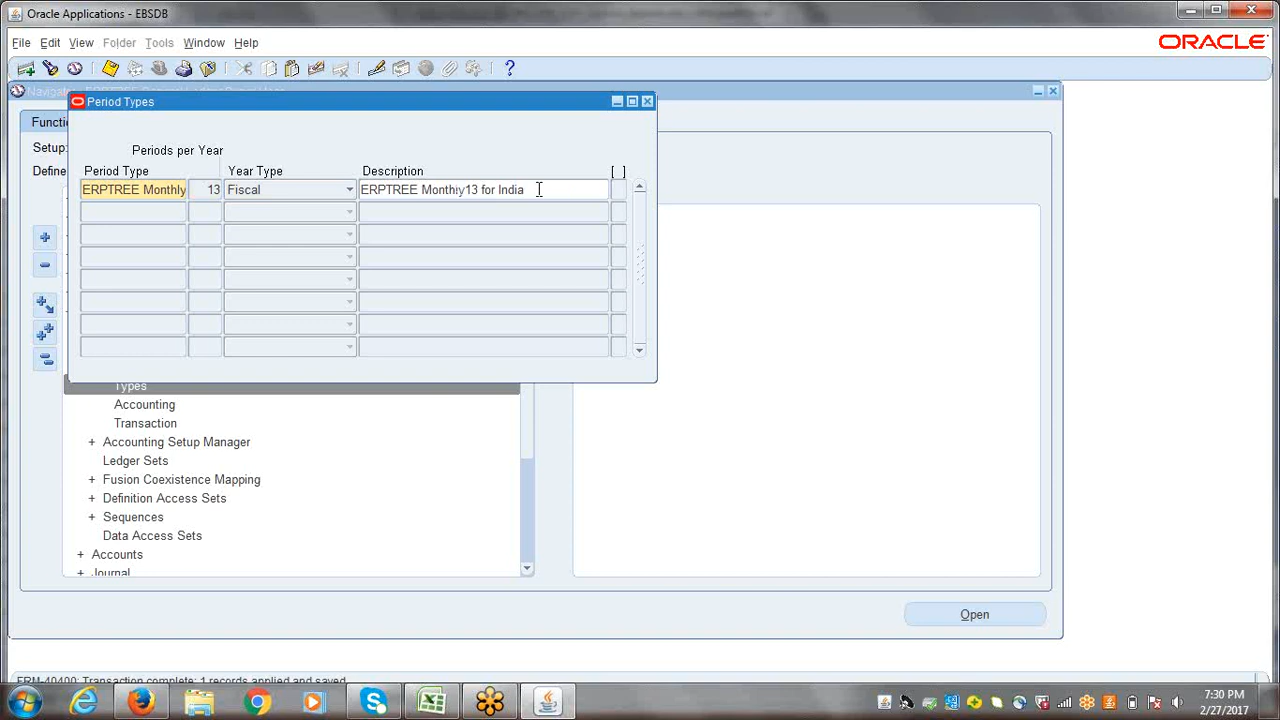 Oracle Applications - EBSDB
File Edit View Folder Tools Window Help
ORACLE
Period Types
Functi
Periods per Year
Setup:
Period Type Year Type Description [ ]
Define
ERPTREE Monthly 13 Fiscal ERPTREE Monthly13 for India
Types
Accounting
Transaction
+ Accounting Setup Manager
Ledger Sets
+ Fusion Coexistence Mapping
+ Definition Access Sets
+ Sequences
Data Access Sets
+ Accounts
+ Journal
Open
FRM-40400: Transaction complete: 1 records applied and saved.
7:30 PM
2/27/2017